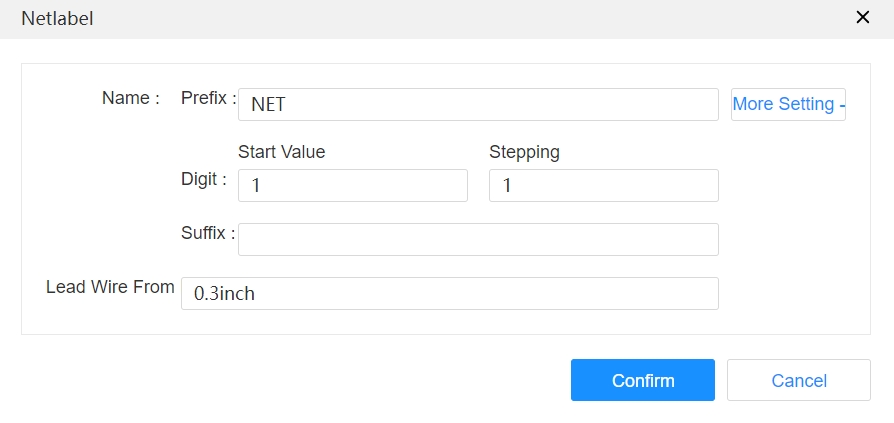 Netlabel
Name : Prefix : NET More Setting -
Start Value Stepping
Digit : 1 1
Suffix :
Lead Wire From 0.3inch
Confirm Cancel